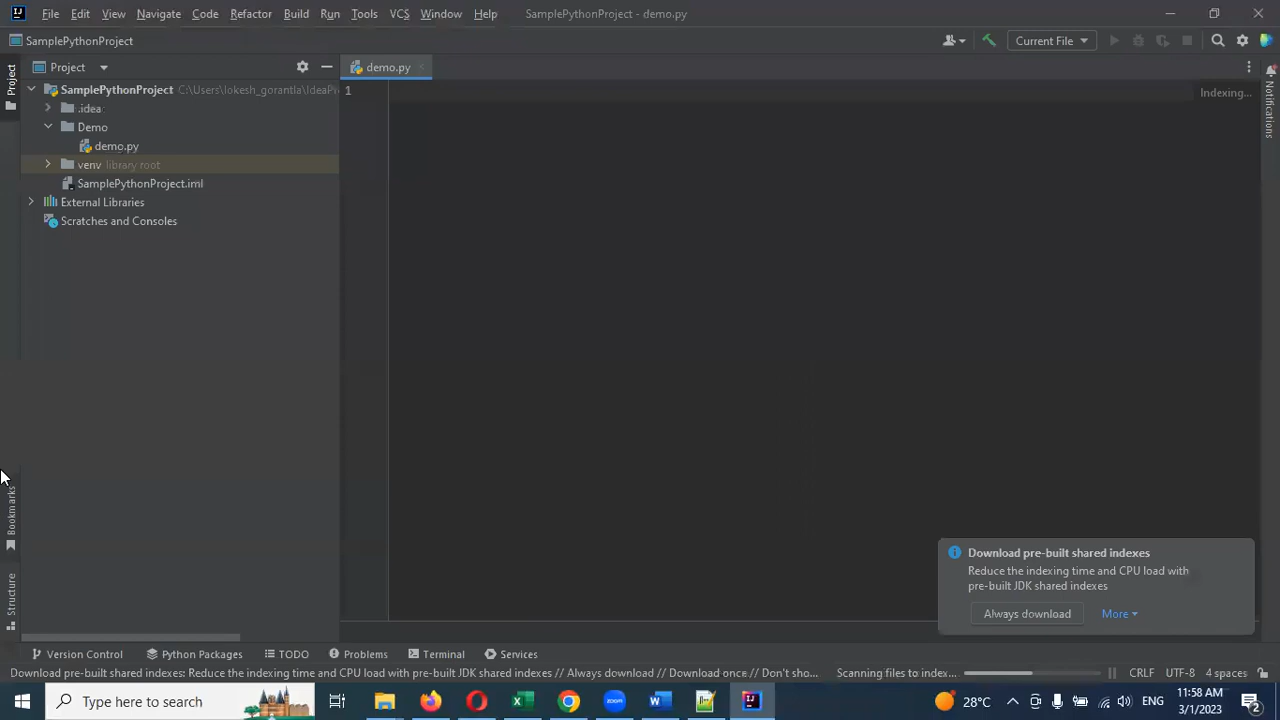 File Edit View Navigate Code Refactor Build Run Tools VCS Window Help SamplePythonProject - demo.py
SamplePythonProject
Current File
Project
Project
demo.py
SamplePythonProject C:\Users\lokesh_gorantla\IdeaP
1
Indexing...
Notifications
.idea
Demo
demo.py
venv library root
SamplePythonProject.iml
External Libraries
Scratches and Consoles
Bookmarks
Structure
Download pre-built shared indexes
Reduce the indexing time and CPU load with
pre-built JDK shared indexes
Always download More
Version Control Python Packages TODO Problems Terminal Services
Download pre-built shared indexes: Reduce the indexing time and CPU load with pre-built JDK shared indexes // Always download // Download once // Don't sho... Scanning files to index... CRLF UTF-8 4 spaces
Type here to search
28°C ENG
11:58 AM
3/1/2023
2